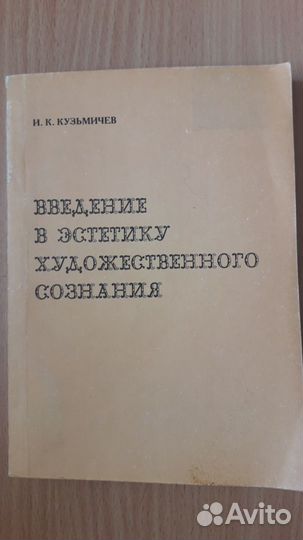 И. К. КУЗЬМИЧЕВ
ВВЕДЕНИЕ
В ЭСТЕТИКУ
ХУДОЖЕСТВЕННОГО
СОЗНАНИЯ
Avito